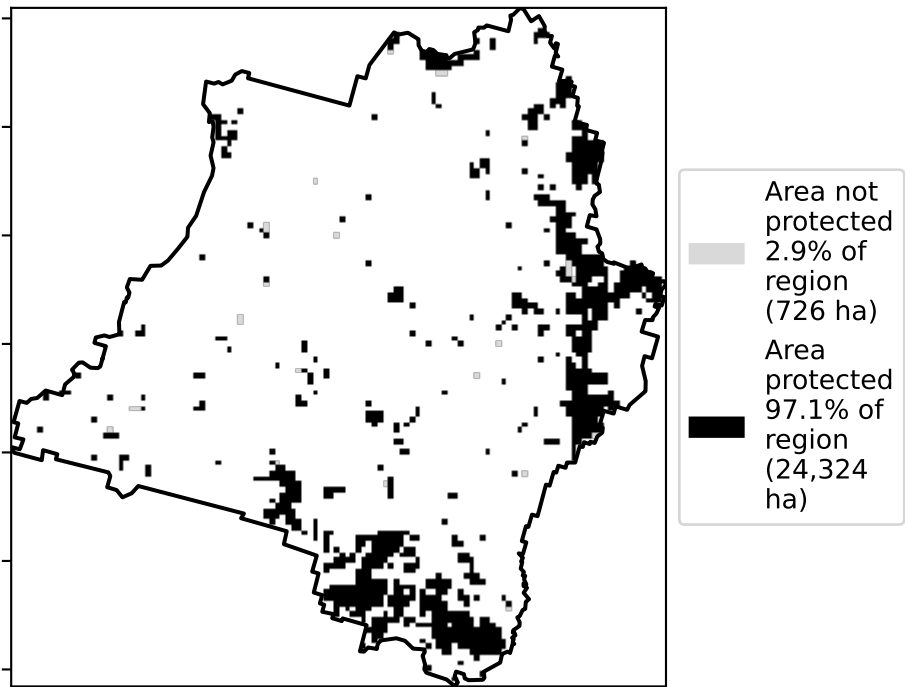 Area not
protected
2.9% of
region
(726 ha)
Area
protected
97.1% of
region
(24,324
ha)